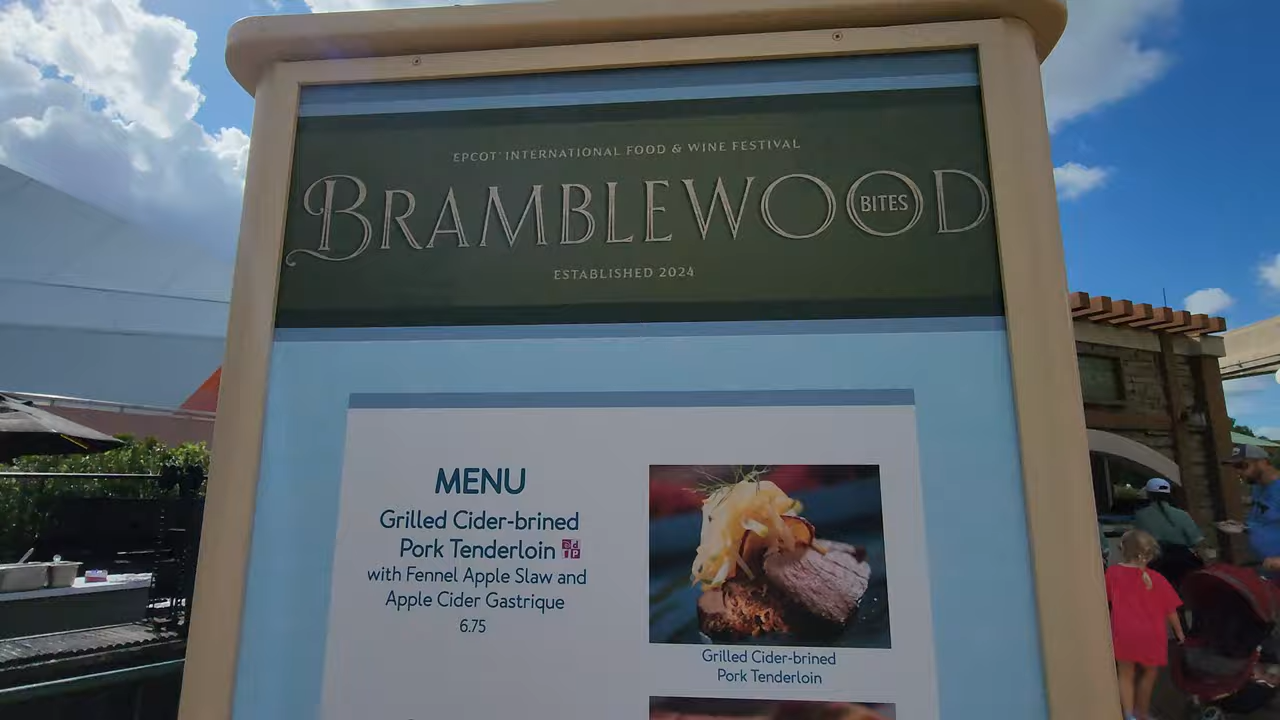 EPCOT® INTERNATIONAL FOOD & WINE FESTIVAL
BRAMBLEWOOD
BITES
ESTABLISHED 2024
MENU
Grilled Cider-brined
Pork Tenderloin
with Fennel Apple Slaw and
Apple Cider Gastrique
6.75
Grilled Cider-brined
Pork Tenderloin